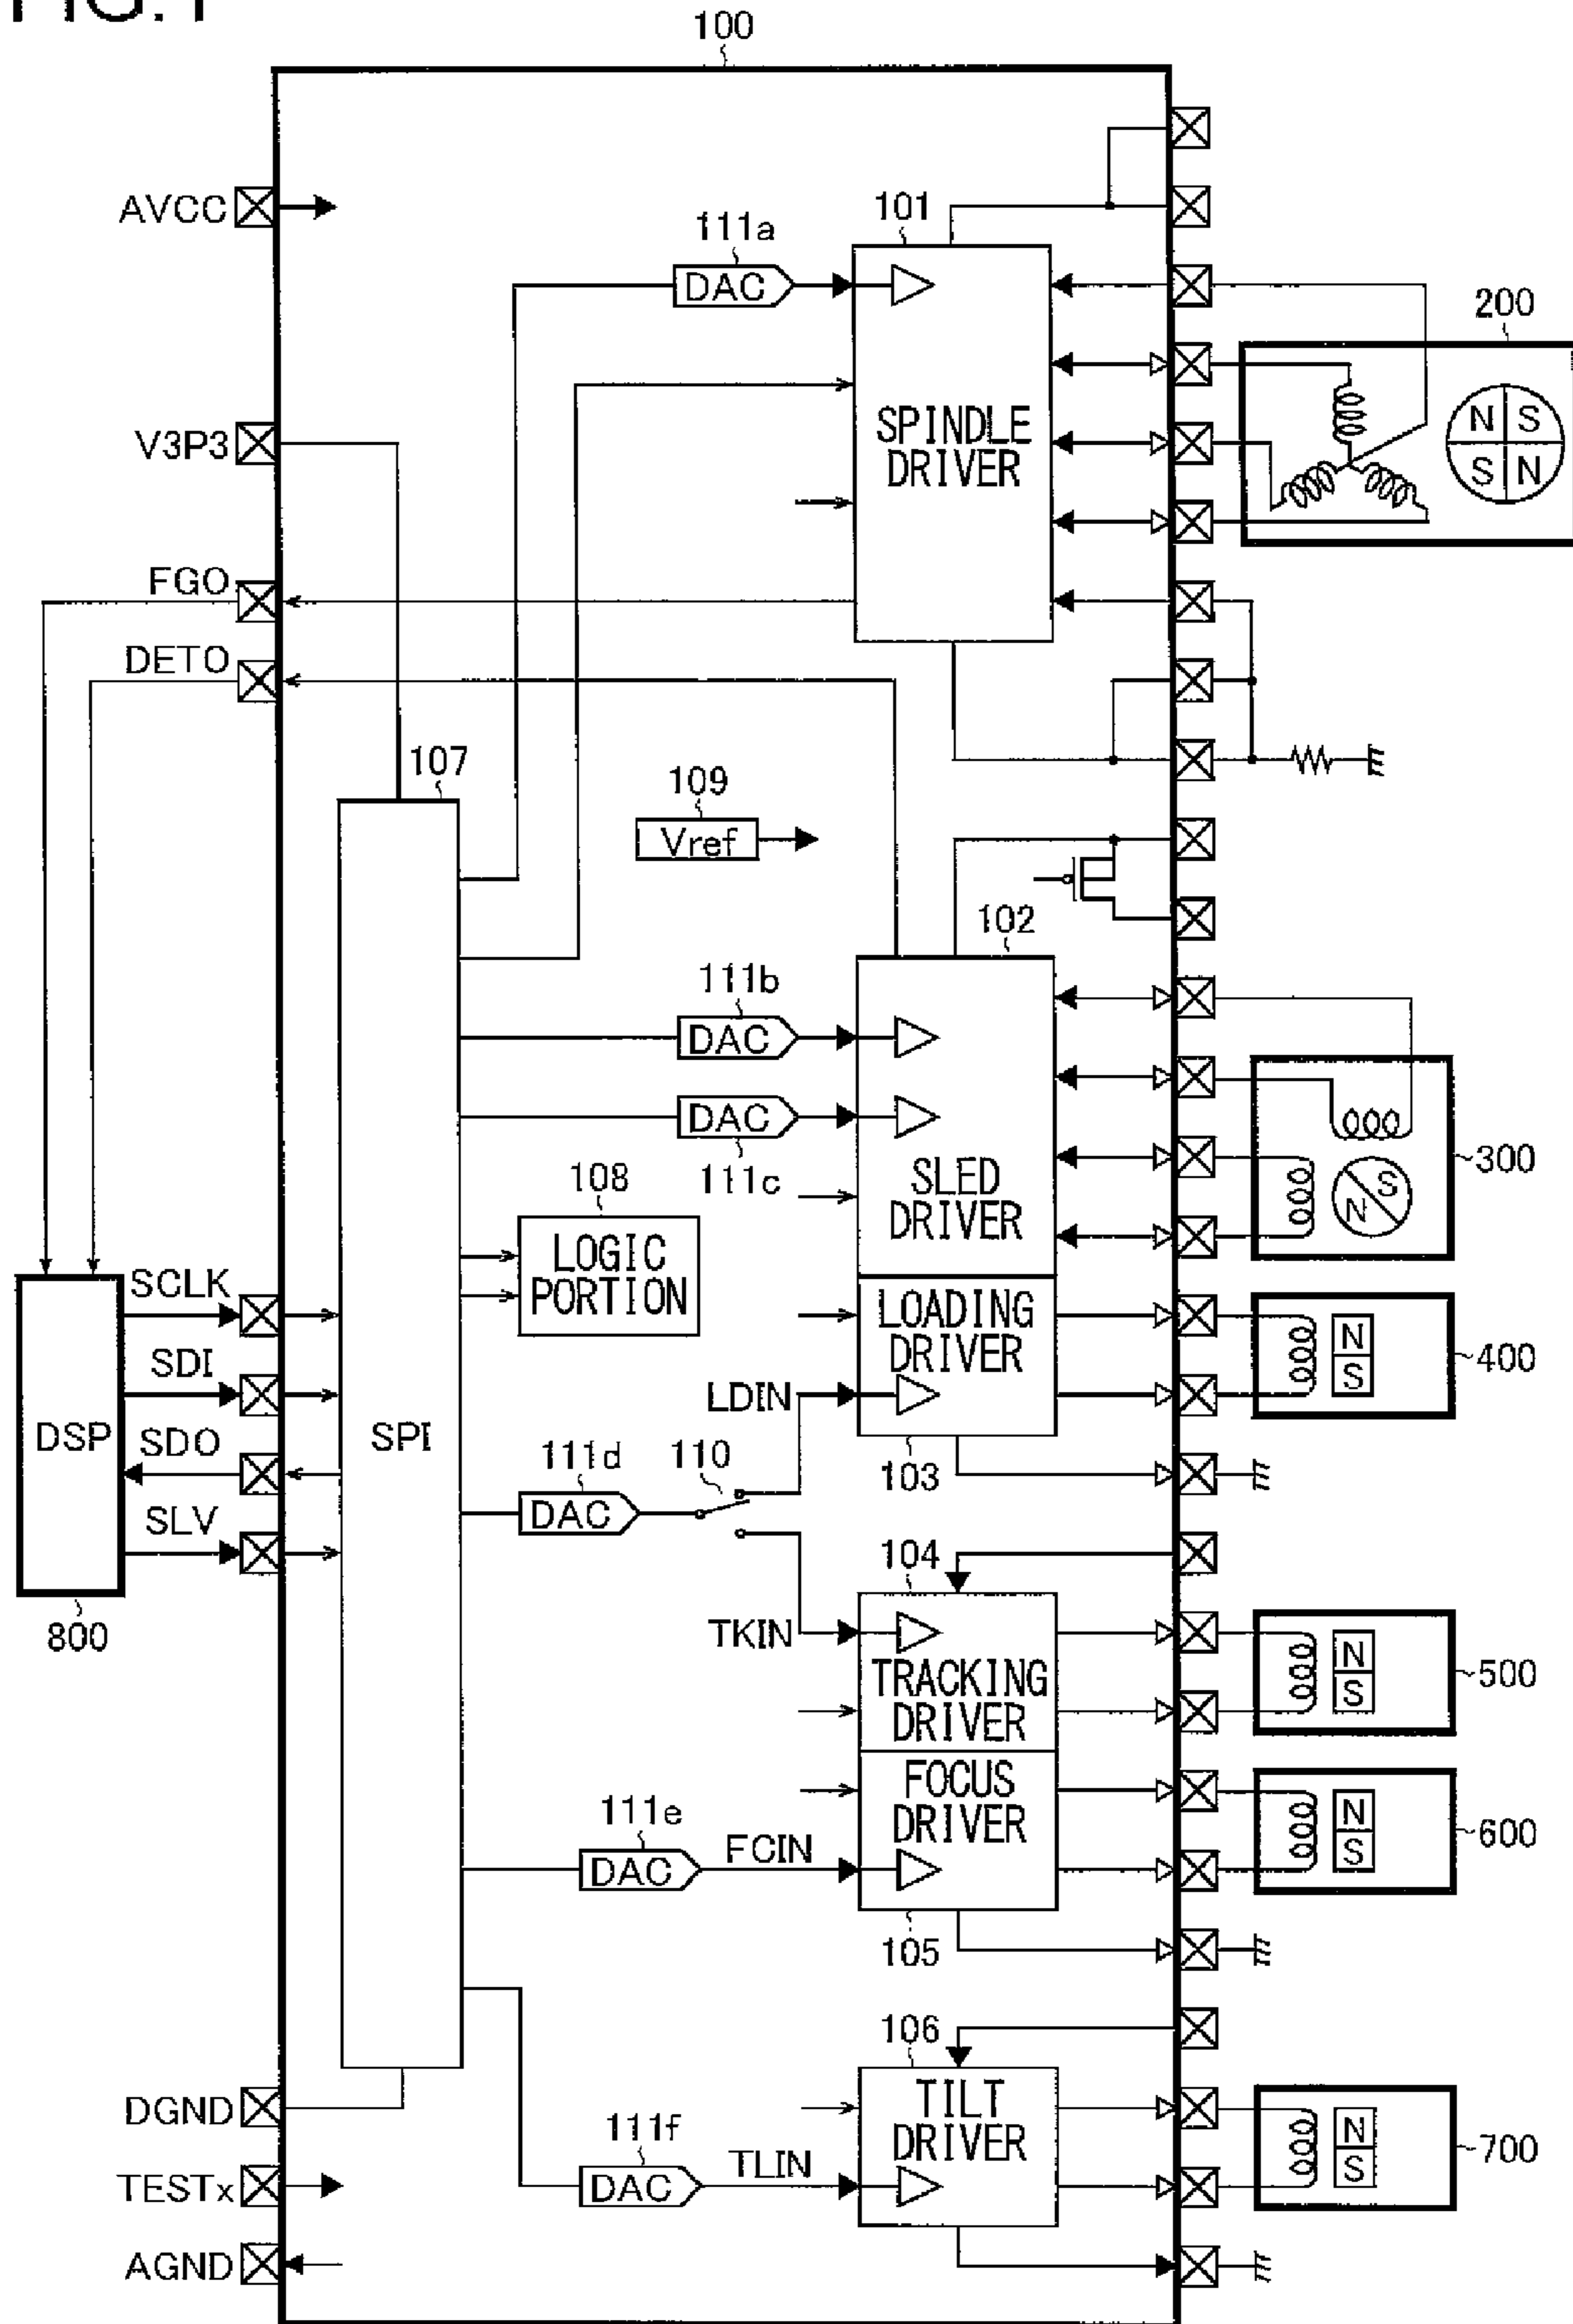 FIG. 1
100
AVCC
111a
101
DAC
200
V3P3
SPINDLE
DRIVER
N S
S N
FGO
DETO
107
109
Vref
102
111b
DAC
DAC
111c
SLED
DRIVER
S
N
300
108
LOGIC
PORTION
SCLK
SDI
SDO
SLV
DSP
800
SPI
LOADING
DRIVER
LDIN
103
N
S
400
111d
110
DAC
104
TKIN
TRACKING
DRIVER
N
S
500
FOCUS
DRIVER
111e
DAC
FCIN
105
N
S
600
106
TILT
DRIVER
111f
DAC
TLIN
N
S
700
DGND
TESTx
AGND